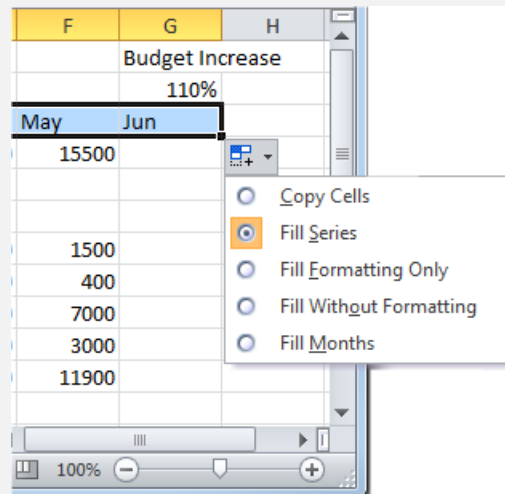 F G H
Budget Increase
110%
May Jun
15500
Copy Cells
Fill Series
1500
Fill Formatting Only
400
Fill Without Formatting
7000
Fill Months
3000
11900
100%